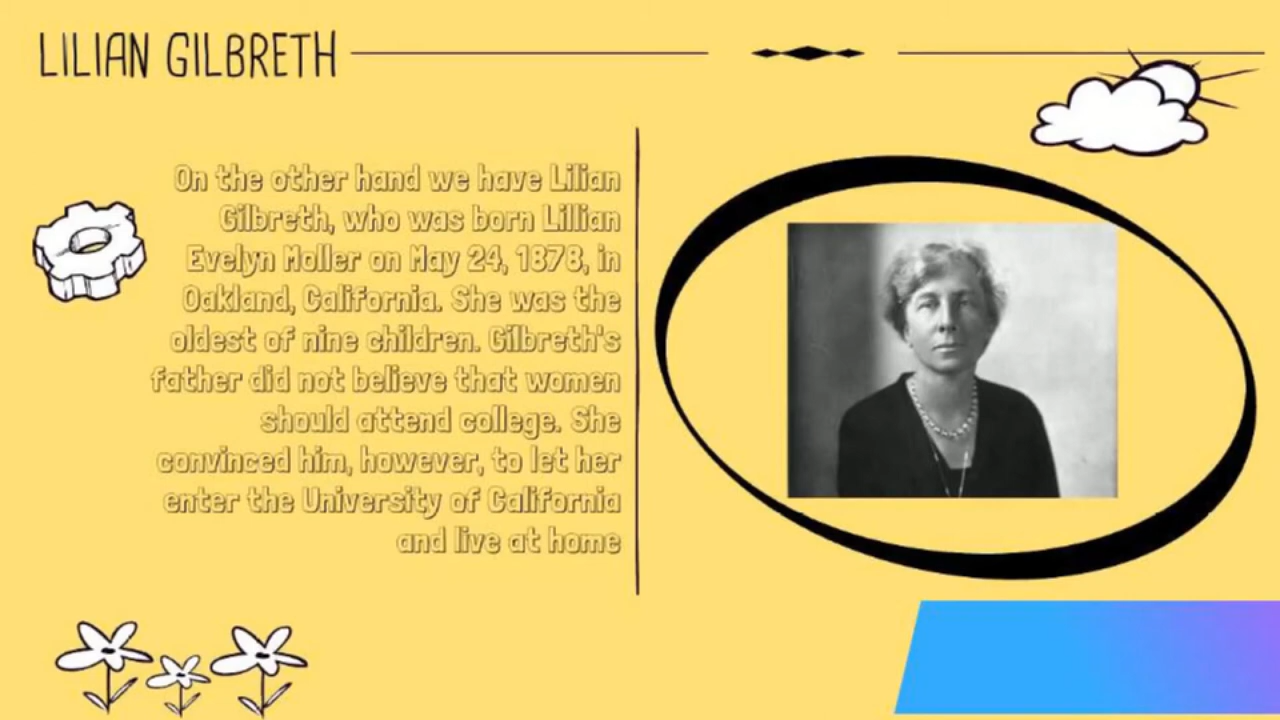 LILIAN GILBRETH
On the other hand we have Lilian
Gilbreth, who was born Lillian
Evelyn Moller on May 24, 1878, in
Oakland, California. She was the
oldest of nine children. Gilbreth's
father did not believe that women
should attend college. She
convinced him, however, to let her
enter the University of California
and live at home